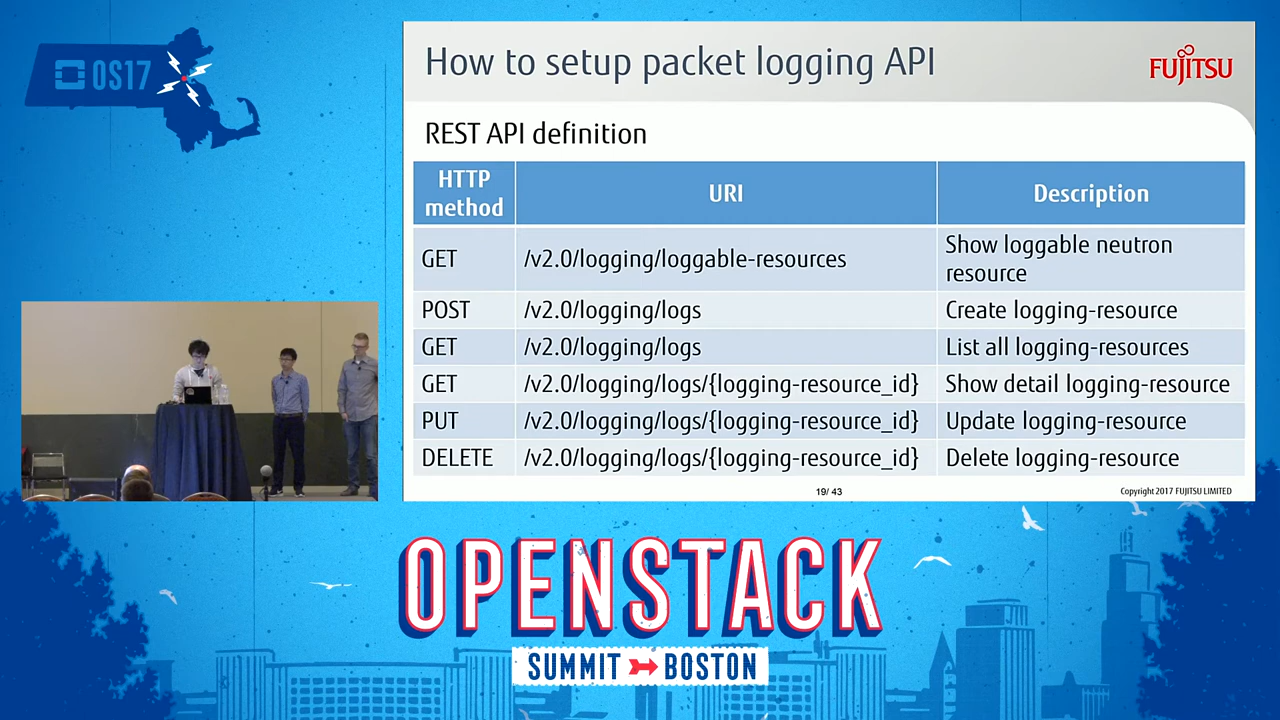 OS17
How to setup packet logging API
FUJITSU
REST API definition
HTTP
method
URI
Description
GET
/v2.0/logging/loggable-resources
Show loggable neutron
resource
POST
/v2.0/logging/logs
Create logging-resource
GET
/v2.0/logging/logs
List all logging-resources
GET
/v2.0/logging/logs/{logging-resource_id}
Show detail logging-resource
PUT
/v2.0/logging/logs/{logging-resource_id}
Update logging-resource
DELETE
/v2.0/logging/logs/{logging-resource_id}
Delete logging-resource
19/ 43
Copyright 2017 FUJITSU LIMITED
OPENSTACK
SUMMIT BOSTON